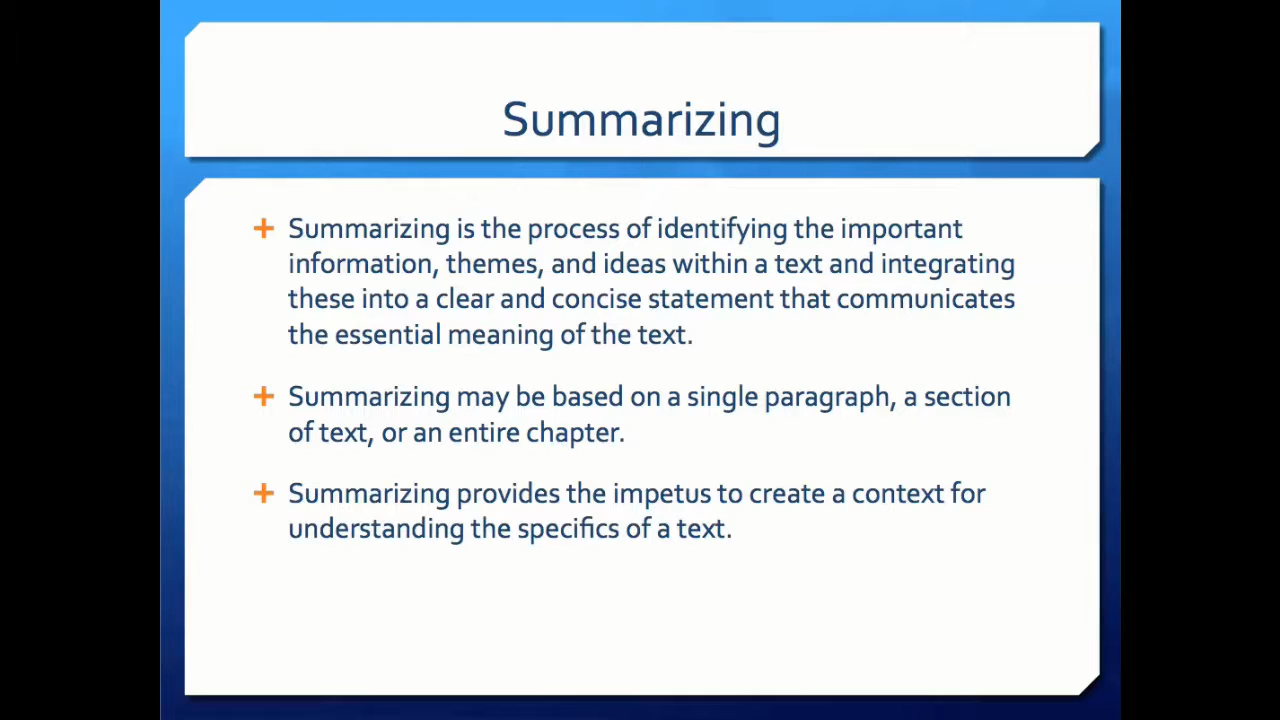 Summarizing
Summarizing is the process of identifying the important
information, themes, and ideas within a text and integrating
these into a clear and concise statement that communicates
the essential meaning of the text.
Summarizing may be based on a single paragraph, a section
of text, or an entire chapter.
Summarizing provides the impetus to create a context for
understanding the specifics of a text.